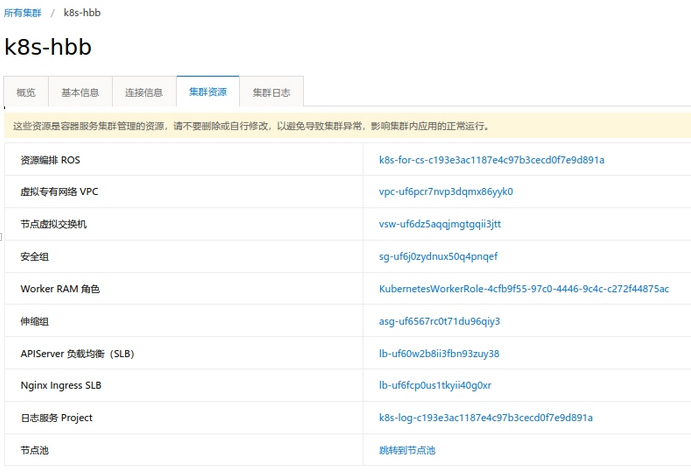 所有集群 / k8s-hbb
k8s-hbb
概览 基本信息 连接信息 集群资源 集群日志
这些资源是容器服务集群管理的资源，请不要删除或自行修改，以避免导致集群异常，影响集群内应用的正常运行。
资源编排 ROS k8s-for-cs-c193e3ac1187e4c97b3cecd0f7e9d891a
虚拟专有网络 VPC vpc-uf6pcr7nvp3dqmx86yyk0
节点虚拟交换机 vsw-uf6dz5aqqjmgtgqii3jtt
安全组 sg-uf6j0zydnux50q4pnqef
Worker RAM 角色 KubernetesWorkerRole-4cfb9f55-97c0-4446-9c4c-c272f44875ac
伸缩组 asg-uf6567rc0t71du96qiy3
APIServer 负载均衡（SLB） lb-uf60w2b8ii3fbn93zuy38
Nginx Ingress SLB lb-uf6fcp0us1tkyii40g0xr
日志服务 Project k8s-log-c193e3ac1187e4c97b3cecd0f7e9d891a
节点池 跳转到节点池